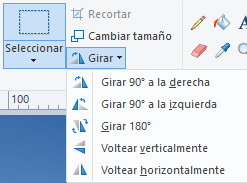 Recortar
Cambiar tamaño
Seleccionar
Girar
Girar 90° a la derecha
Girar 90° a la izquierda
Girar 180°
Voltear verticalmente
Voltear horizontalmente
100